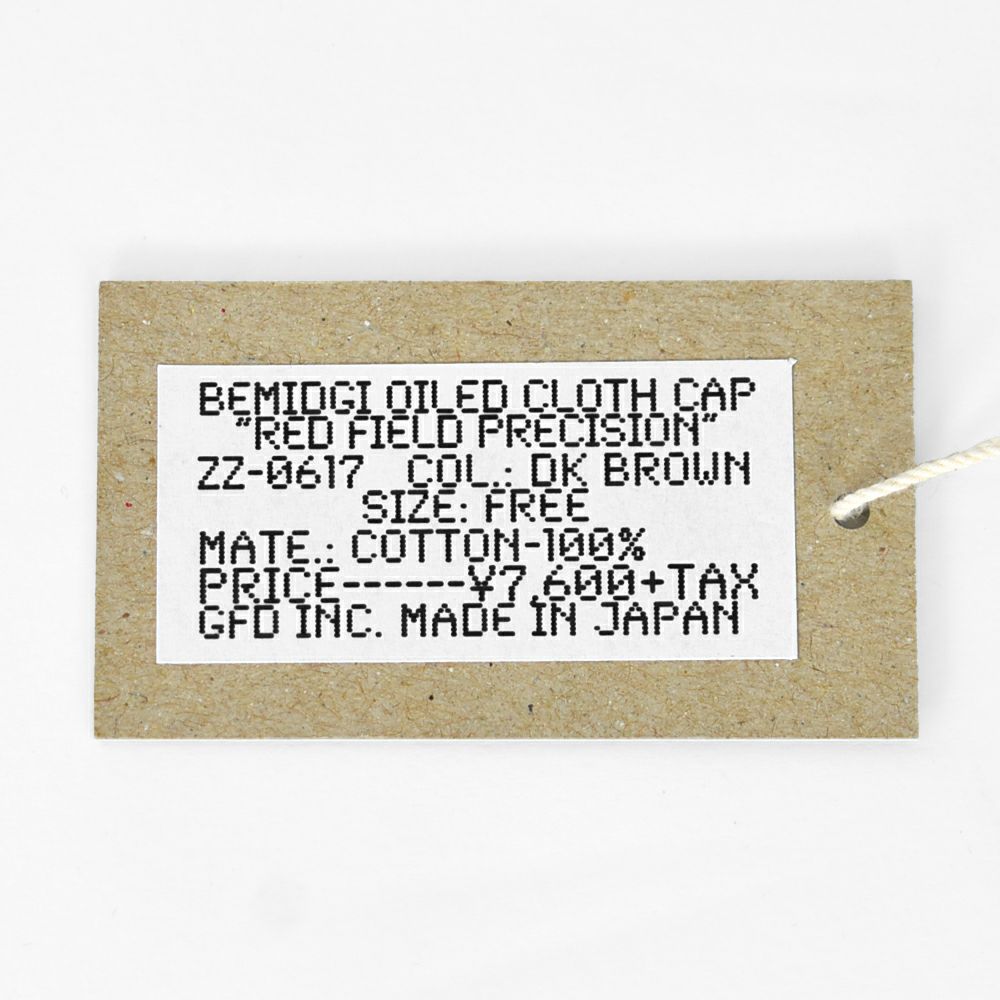 BEMIDGI OILED CLOTH CAP
"RED FIELD PRECISION"
ZZ-0617 COL.: DK BROWN
SIZE: FREE
MATE.: COTTON-100%
PRICE------¥7,600+TAX
GFD INC. MADE IN JAPAN